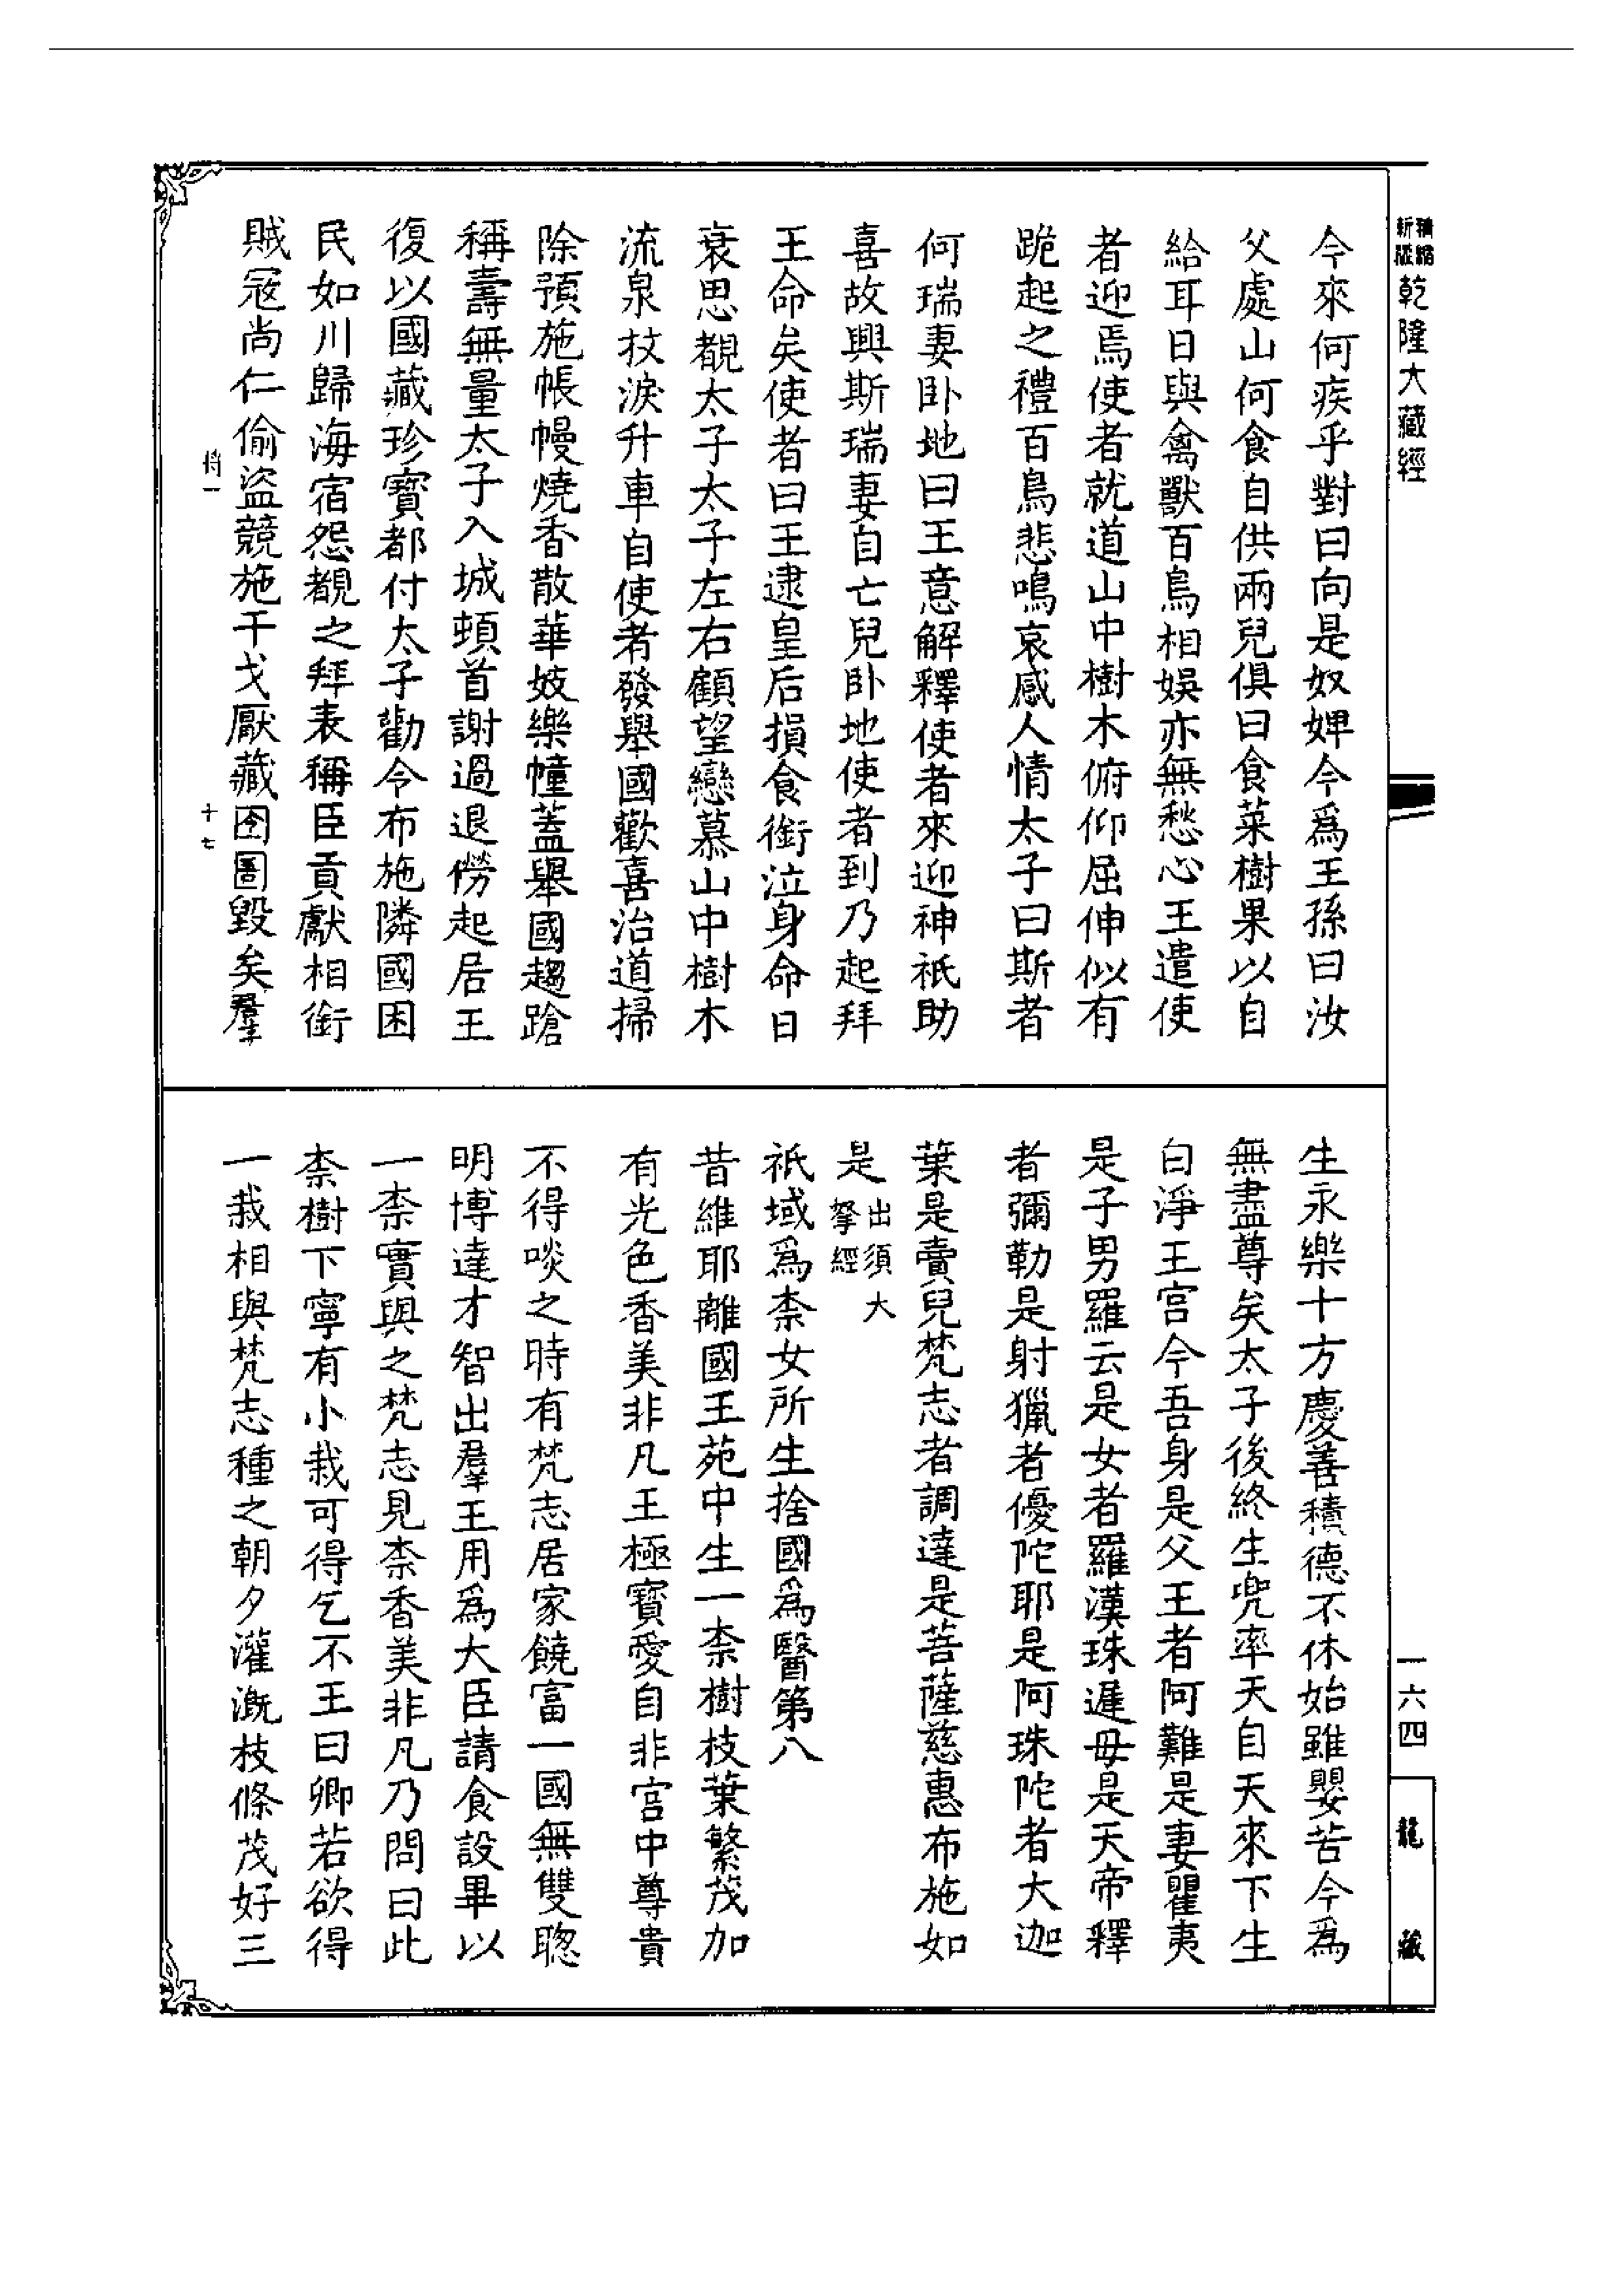 精縮
新版
乾隆大藏經
今來何疾乎對曰向是奴婢今爲王孫曰汝
父處山何食自供兩兒俱曰食菜樹果以自
給耳日與禽獸百鳥相娛亦無愁心王遣使
者迎焉使者就道山中樹木俯仰屈伸似有
跪起之禮百鳥悲鳴哀感人情太子曰斯者
何瑞妻卧地曰王意解釋使者來迎神祇助
喜故興斯瑞妻自亡兒卧地使者到乃起拜
王命矣使者曰王逮皇后損食銜泣身命日
衰思覩太子太子左右顧望戀慕山中樹木
流泉抆淚升車自使者發舉國歡喜治道掃
除預施帳幔燒香散華妓樂幢蓋舉國趨蹌
稱壽無量太子入城頓首謝過退勞起居王
復以國藏珍寶都付太子勸令布施隣國困
民如川歸海宿怨覩之拜表稱臣貢獻相銜
賊冦尚仁偷盜競施干戈厭藏囹圄毀矣羣
將一
十七
生永樂十方慶善積德不休始雖嬰苦今爲
無盡尊矣太子後終生兜率天自天來下生
白淨王宮今吾身是父王者阿難是妻瞿夷
是子男羅云是女者羅漢珠遲母是天帝釋
者彌勒是射獵者優陀耶是阿珠陀者大迦
葉是賣兒梵志者調達是菩薩慈惠布施如
是出須大
拏經
祇域爲柰女所生捨國爲醫第八
昔維耶離國王苑中生一柰樹枝葉繁茂加
有光色香美非凡王極寶愛自非宮中尊貴
不得啖之時有梵志居家饒富一國無雙聰
明博達才智出羣王用爲大臣請食設畢以
一柰實與之梵志見柰香美非凡乃問曰此
柰樹下寧有小栽可得乞不王曰卿若欲得
一栽相與梵志種之朝夕灌溉枝條茂好三
一六四
龍藏